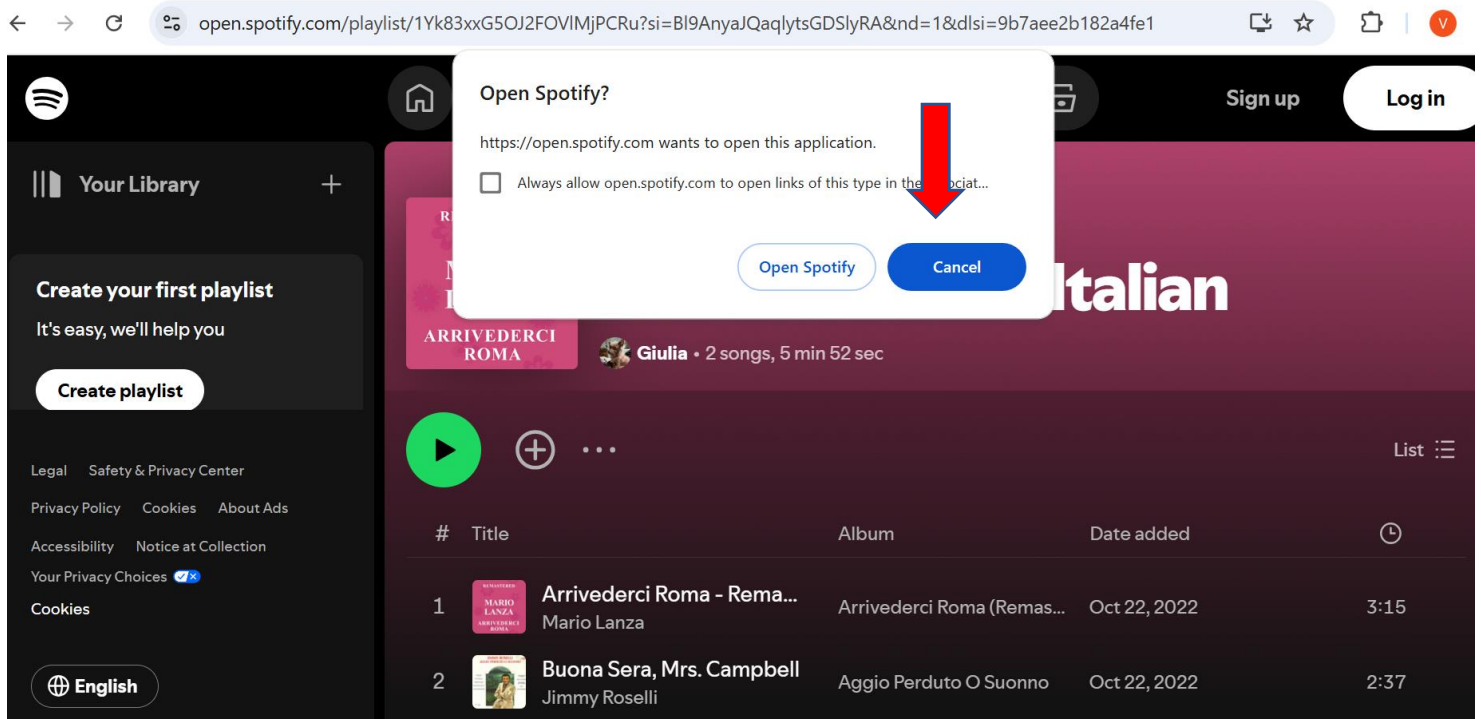 open.spotify.com/playlist/1Yk83xxG5OJ2FOVlMjPCRu?si=Bl9AnyaJQaqlytsGDSlyRA&nd=1&dlsi=9b7aee2b182a4fe1
V
Open Spotify?
https://open.spotify.com wants to open this application.
Always allow open.spotify.com to open links of this type in the ociat...
Open Spotify
Cancel
Sign up
Log in
Your Library
Create your first playlist
It's easy, we'll help you
Create playlist
Legal Safety & Privacy Center
Privacy Policy Cookies About Ads
Accessibility Notice at Collection
Your Privacy Choices
Cookies
English
ARRIVEDERCI
ROMA
Italian
Giulia • 2 songs, 5 min 52 sec
List
# Title Album Date added
1 Arrivederci Roma - Rema... Arrivederci Roma (Remas... Oct 22, 2022 3:15
Mario Lanza
REMASTERED
MARIO
LANZA
ARRIVEDERCI
ROMA
2 Buona Sera, Mrs. Campbell Aggio Perduto O Suonno Oct 22, 2022 2:37
Jimmy Roselli